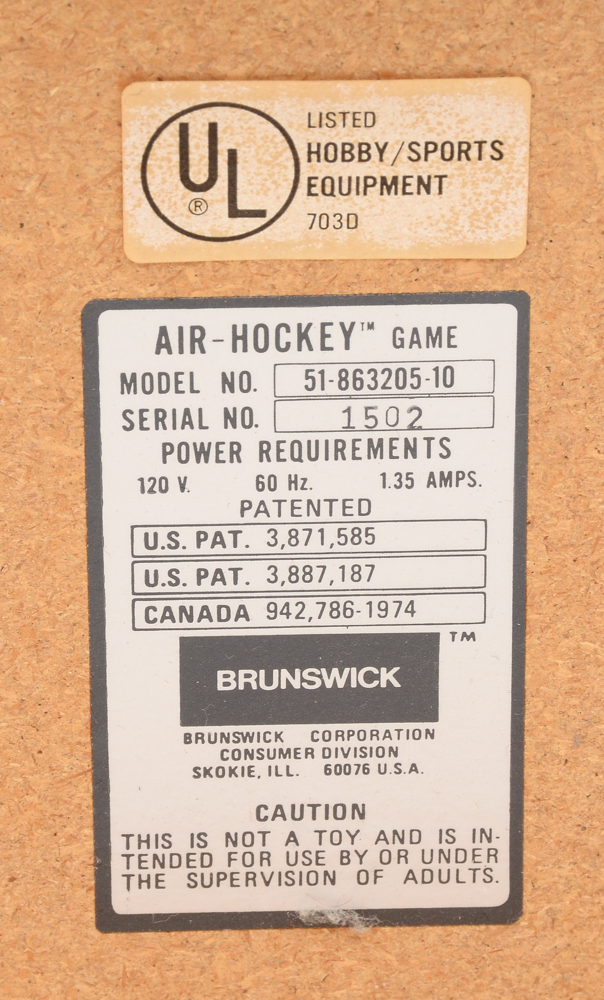 UL
®
LISTED
HOBBY/SPORTS
EQUIPMENT
703D
AIR-HOCKEY™ GAME
MODEL NO. 51-863205-10
SERIAL NO. 1502
POWER REQUIREMENTS
120 V. 60 Hz. 1.35 AMPS.
PATENTED
U.S. PAT. 3,871,585
U.S. PAT. 3,887,187
CANADA 942,786-1974
BRUNSWICK ™
BRUNSWICK CORPORATION
CONSUMER DIVISION
SKOKIE, ILL. 60076 U.S.A.
CAUTION
THIS IS NOT A TOY AND IS IN-
TENDED FOR USE BY OR UNDER
THE SUPERVISION OF ADULTS.